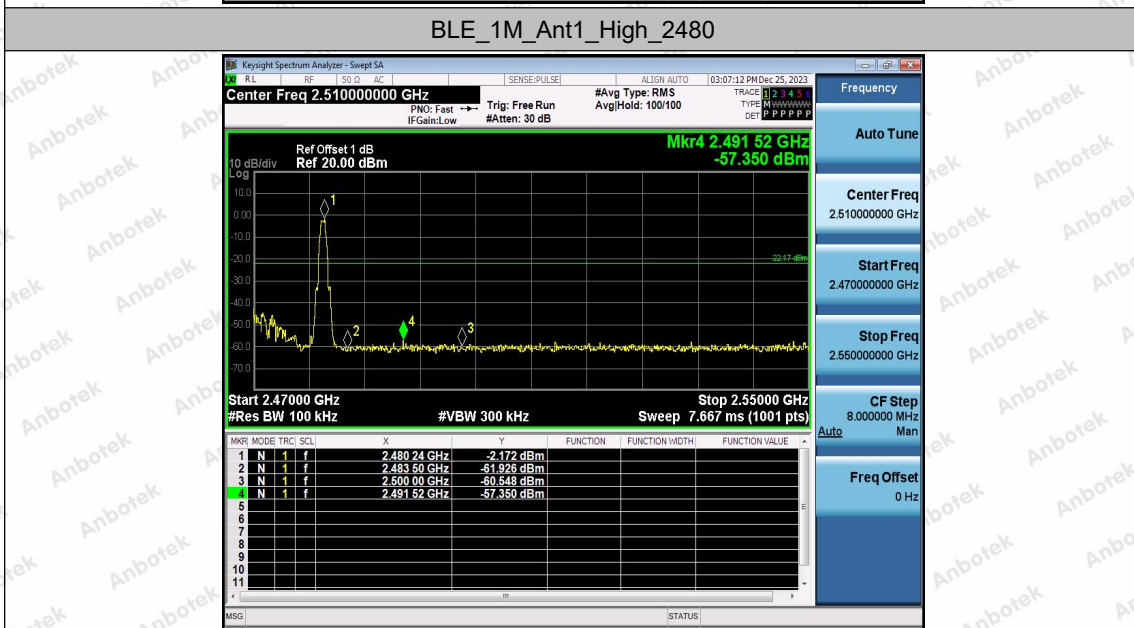 BLE_1M_Ant1_High_2480
Keysight Spectrum Analyzer - Swept SA
LXI RL RF 50 Ω AC SENSE:PULSE ALIGN AUTO 03:07:12 PM Dec 25, 2023
Center Freq 2.510000000 GHz
PNO: Fast
IFGain:Low
Trig: Free Run
#Atten: 30 dB
#Avg Type: RMS
Avg|Hold: 100/100
TRACE 1 2 3 4 5 6
TYPE M W W W W W
DET P P P P P P
Ref Offset 1 dB
10 dB/div Ref 20.00 dBm
Log
Mkr4 2.491 52 GHz
-57.350 dBm
10.0
0.00
-10.0
-20.0
-30.0
-40.0
-50.0
-60.0
-70.0
1
2
4
3
-22.17 dBm
Start 2.47000 GHz Stop 2.55000 GHz
#Res BW 100 kHz #VBW 300 kHz Sweep 7.667 ms (1001 pts)
MKR MODE TRC SCL X Y FUNCTION FUNCTION WIDTH FUNCTION VALUE
1 N 1 f 2.480 24 GHz -2.172 dBm
2 N 1 f 2.483 50 GHz -61.926 dBm
3 N 1 f 2.500 00 GHz -60.548 dBm
4 N 1 f 2.491 52 GHz -57.350 dBm
5
6
7
8
9
10
11
MSG STATUS
Frequency
Auto Tune
Center Freq
2.510000000 GHz
Start Freq
2.470000000 GHz
Stop Freq
2.550000000 GHz
CF Step
8.000000 MHz
Auto Man
Freq Offset
0 Hz
Anbotek